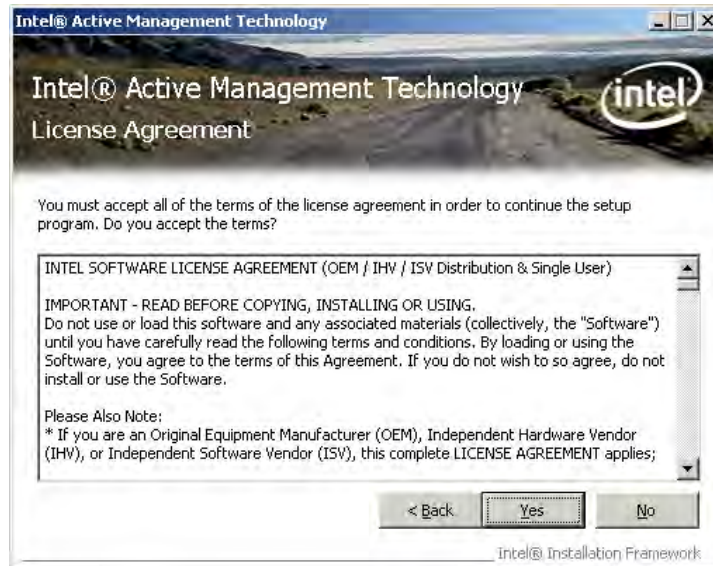 Intel® Active Management Technology
Intel® Active Management Technology
intel
License Agreement
You must accept all of the terms of the license agreement in order to continue the setup
program. Do you accept the terms?
INTEL SOFTWARE LICENSE AGREEMENT (OEM / IHV / ISV Distribution & Single User)
IMPORTANT - READ BEFORE COPYING, INSTALLING OR USING.
Do not use or load this software and any associated materials (collectively, the "Software")
until you have carefully read the following terms and conditions. By loading or using the
Software, you agree to the terms of this Agreement. If you do not wish to so agree, do not
install or use the Software.
Please Also Note:
* If you are an Original Equipment Manufacturer (OEM), Independent Hardware Vendor
(IHV), or Independent Software Vendor (ISV), this complete LICENSE AGREEMENT applies;
< Back Yes No
Intel® Installation Framework